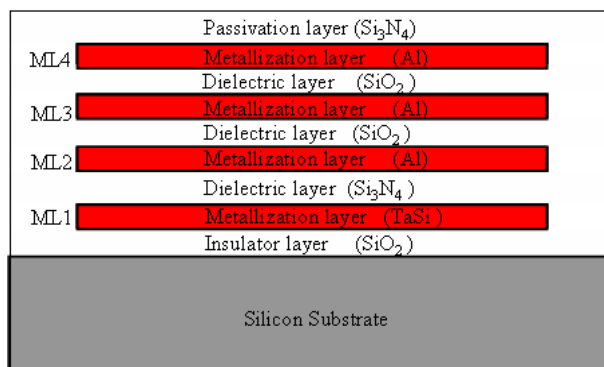 Passivation layer (Si₃N₄)
ML4 Metallization layer (Al)
Dielectric layer (SiO₂)
ML3 Metallization layer (Al)
Dielectric layer (SiO₂)
ML2 Metallization layer (Al)
Dielectric layer (Si₃N₄)
ML1 Metallization layer (TaSi)
Insulator layer (SiO₂)
Silicon Substrate